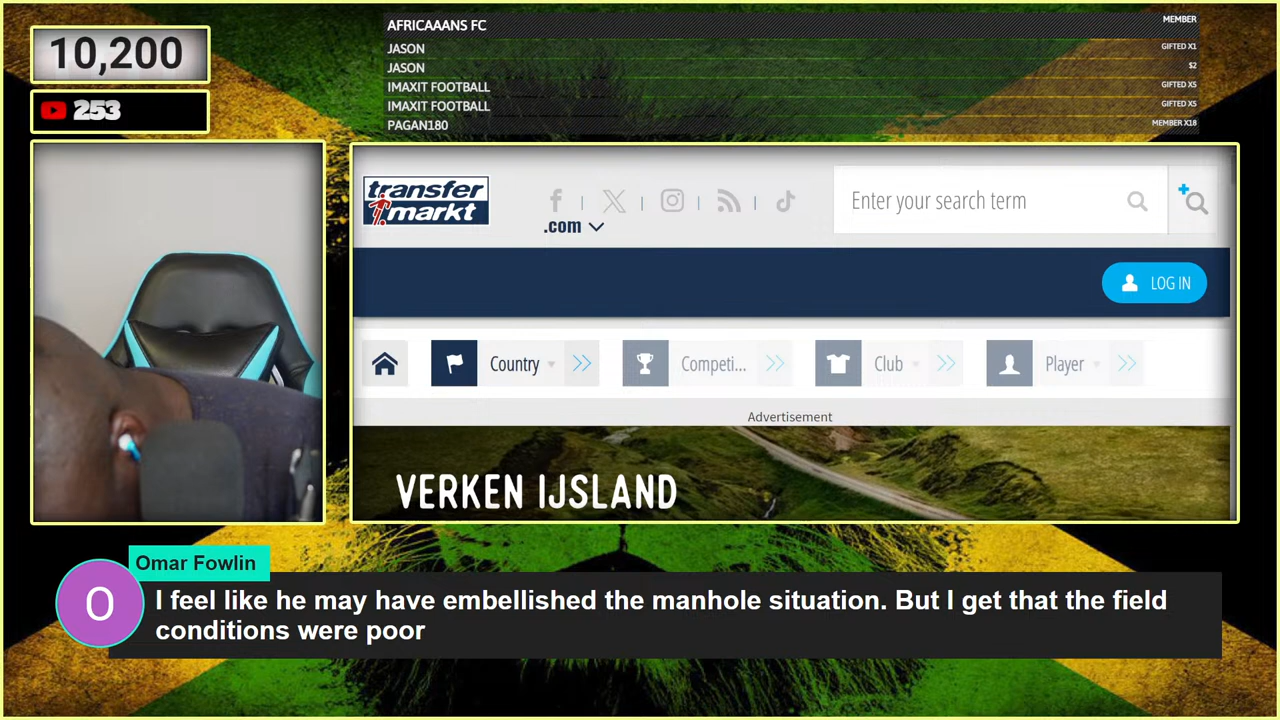 10,200
253
AFRICAAANS FC MEMBER
JASON GIFTED X1
JASON $2
IMAXIT FOOTBALL GIFTED X5
IMAXIT FOOTBALL GIFTED X5
PAGAN180 MEMBER X18
transfer
markt
.com
Enter your search term
LOG IN
Country
Competi...
Club
Player
Advertisement
VERKEN IJSLAND
Omar Fowlin
O
I feel like he may have embellished the manhole situation. But I get that the field
conditions were poor